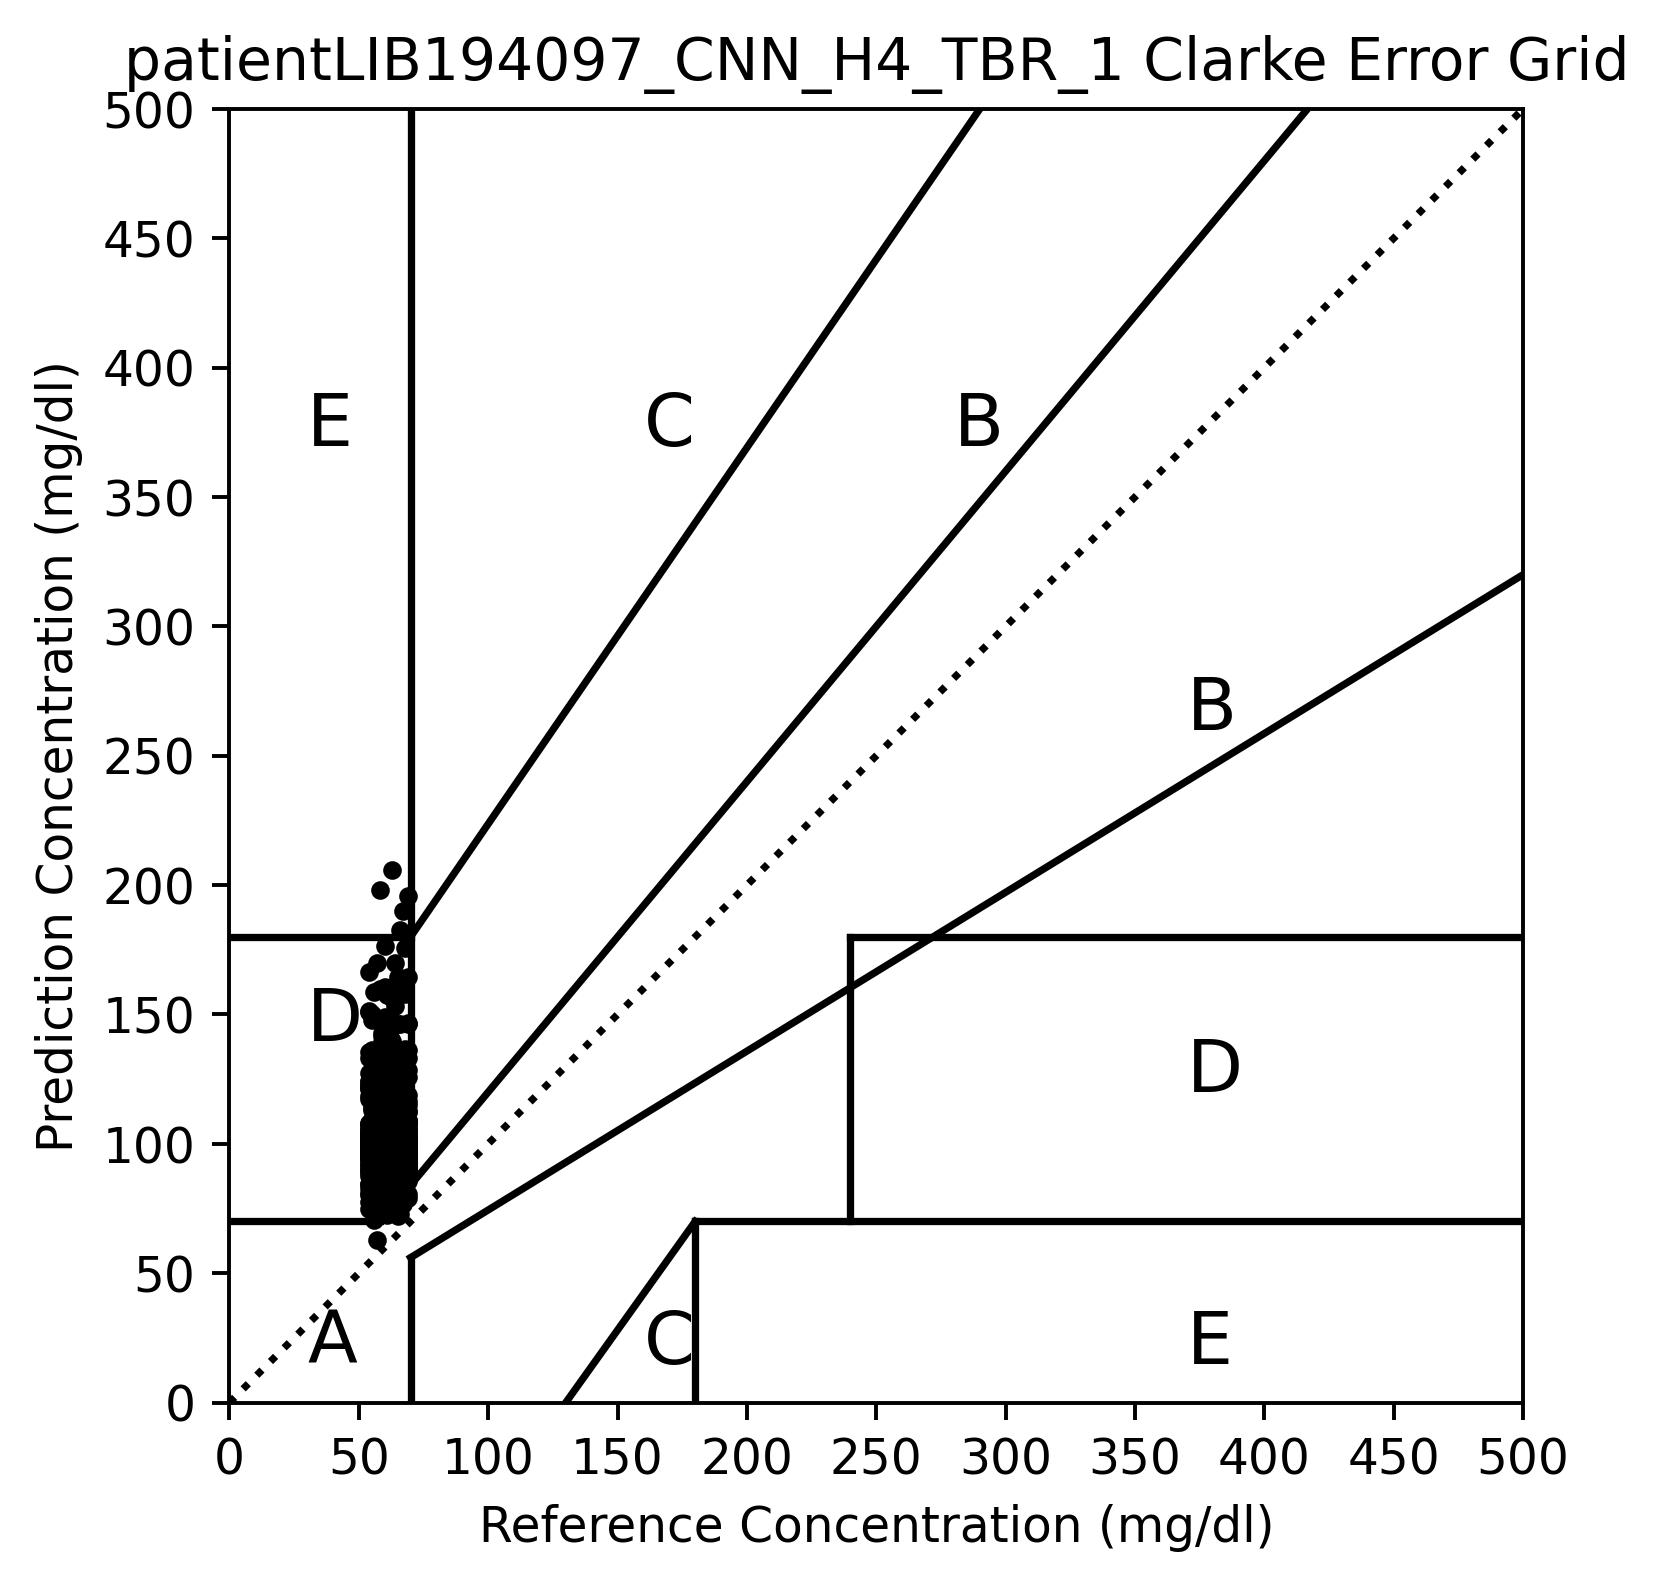 patientLIB194097_CNN_H4_TBR_1 Clarke Error Grid
500
450
400
350
300
250
200
150
100
50
0
Prediction Concentration (mg/dl)
E
C
B
B
D
D
A
C
E
0 50 100 150 200 250 300 350 400 450 500
Reference Concentration (mg/dl)